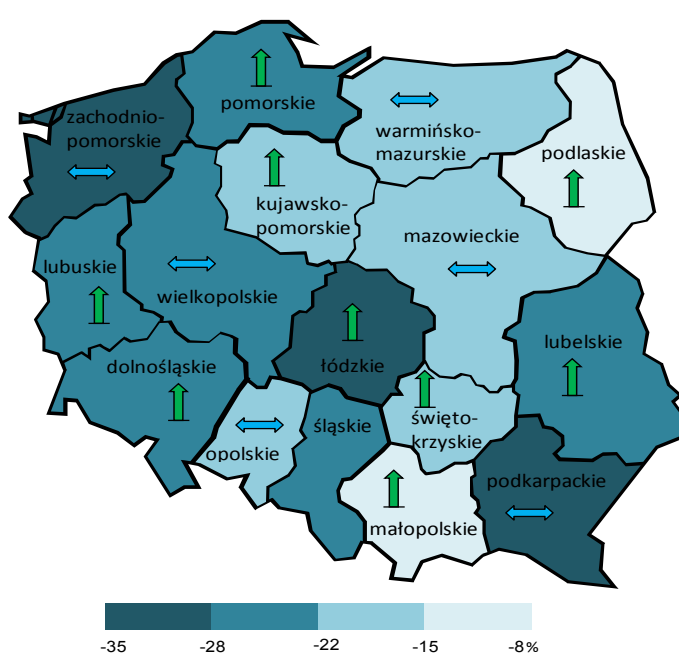 pomorskie
zachodnio-
pomorskie
warmińsko-
mazurskie
podlaskie
kujawsko-
pomorskie
mazowieckie
lubuskie
wielkopolskie
lubelskie
dolnośląskie
łódzkie
opolskie
śląskie
święto-
krzyskie
podkarpackie
małopolskie
-35 -28 -22 -15 -8%